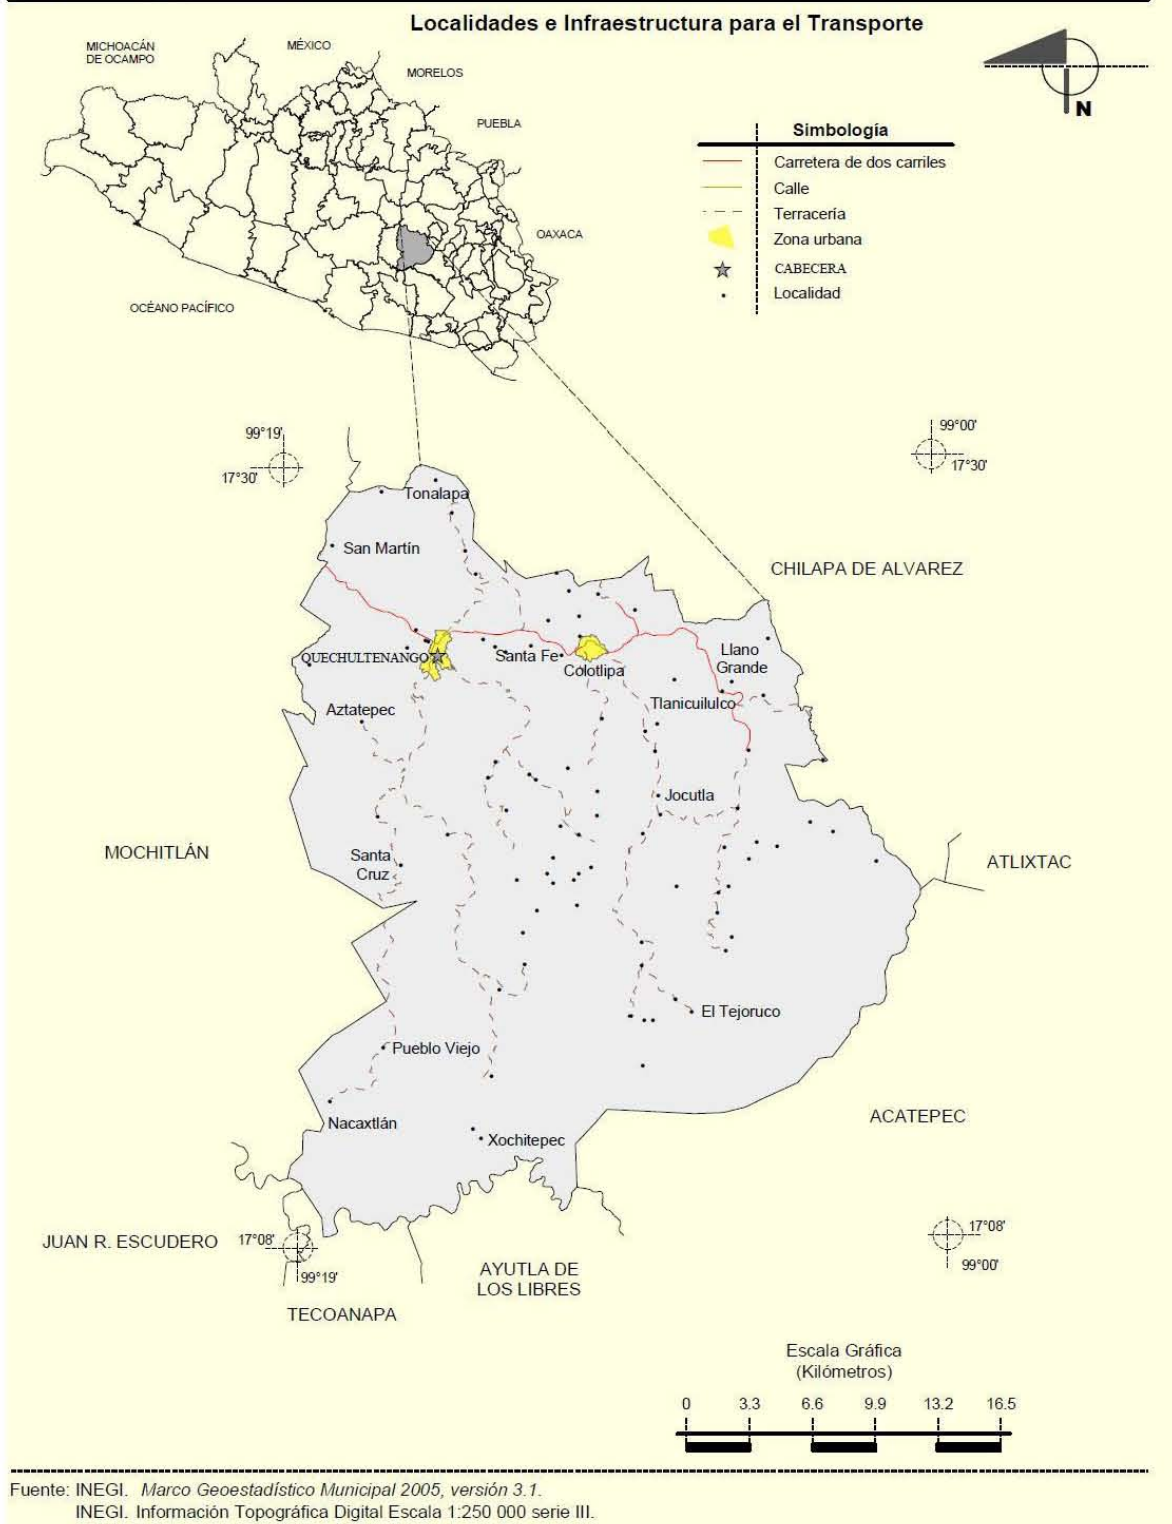 Localidades e Infraestructura para el Transporte
MICHOACÁN
DE OCAMPO
MÉXICO
MORELOS
PUEBLA
OAXACA
OCÉANO PACÍFICO
N
Simbología
Carretera de dos carriles
Calle
Terracería
Zona urbana
CABECERA
Localidad
99°19'
17°30'
99°00'
17°30'
Tonalapa
San Martín
CHILAPA DE ALVAREZ
QUECHULTENANGO
Santa Fe
Colotlipa
Llano
Grande
Tlanicuilulco
Aztatepec
Jocutla
MOCHITLÁN
Santa
Cruz
ATLIXTAC
El Tejoruco
Pueblo Viejo
Nacaxtlán
Xochitepec
ACATEPEC
JUAN R. ESCUDERO
17°08'
99°19'
17°08'
99°00'
AYUTLA DE
LOS LIBRES
TECOANAPA
Escala Gráfica
(Kilómetros)
0 3.3 6.6 9.9 13.2 16.5
Fuente: INEGI. Marco Geoestadístico Municipal 2005, versión 3.1.
INEGI. Información Topográfica Digital Escala 1:250 000 serie III.